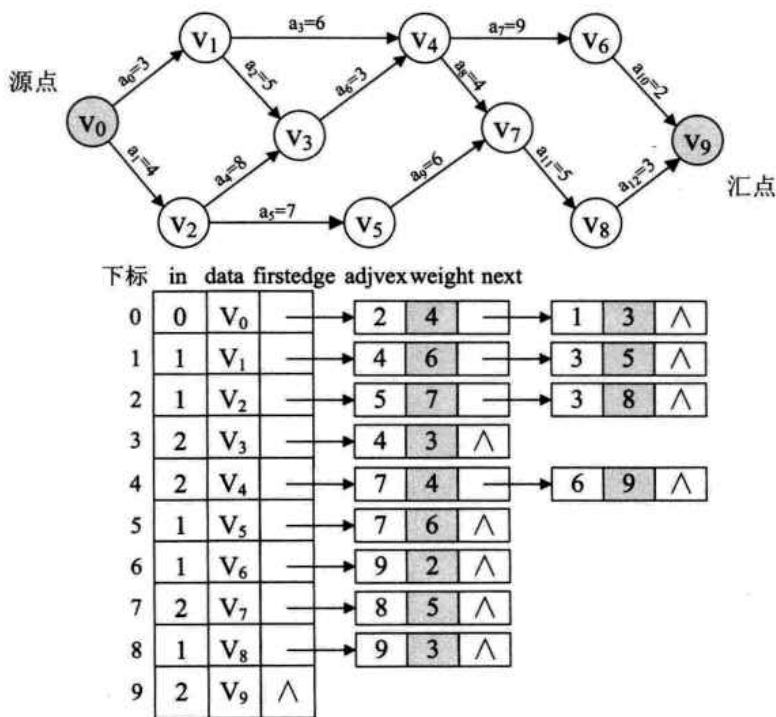 a₃=6
a₇=9
V₁
V₄
V₆
a₀=3
a₂=5
a₆=3
a₈=4
a₁₀=2
源点
V₀
V₃
V₇
V₉
a₁=4
a₄=8
a₉=6
a₁₁=5
a₁₂=3
汇点
V₂
a₅=7
V₅
V₈
下标 in data firstedge adjvex weight next
0 0 V₀ 2 4 1 3 ∧
1 1 V₁ 4 6 3 5 ∧
2 1 V₂ 5 7 3 8 ∧
3 2 V₃ 4 3 ∧
4 2 V₄ 7 4 6 9 ∧
5 1 V₅ 7 6 ∧
6 1 V₆ 9 2 ∧
7 2 V₇ 8 5 ∧
8 1 V₈ 9 3 ∧
9 2 V₉ ∧